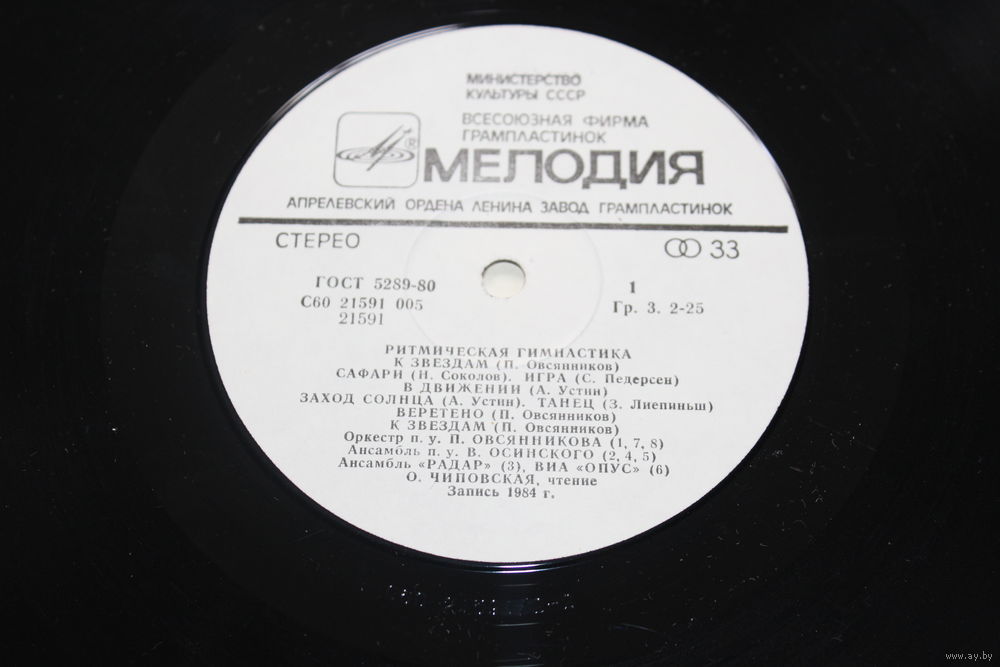 МИНИСТЕРСТВО
КУЛЬТУРЫ СССР
ВСЕСОЮЗНАЯ ФИРМА
ГРАМПЛАСТИНОК
® МЕЛОДИЯ
АПРЕЛЕВСКИЙ ОРДЕНА ЛЕНИНА ЗАВОД ГРАМПЛАСТИНОК
СТЕРЕО
33
ГОСТ 5289-80
1
С60 21591 005
Гр. 3. 2-25
21591
РИТМИЧЕСКАЯ ГИМНАСТИКА
К ЗВЕЗДАМ (П. Овсянников)
САФАРИ (Н. Соколов). ИГРА (С. Педерсен)
В ДВИЖЕНИИ (А. Устин)
ЗАХОД СОЛНЦА (А. Устин). ТАНЕЦ (З. Лиепиньш)
ВЕРЕТЕНО (П. Овсянников)
К ЗВЕЗДАМ (П. Овсянников)
Оркестр п. у. П. ОВСЯННИКОВА (1, 7, 8)
Ансамбль п. у. В. ОСИНСКОГО (2, 4, 5)
Ансамбль «РАДАР» (3), ВИА «ОПУС» (6)
О. ЧИПОВСКАЯ, чтение
Запись 1984 г.
www.ay.by